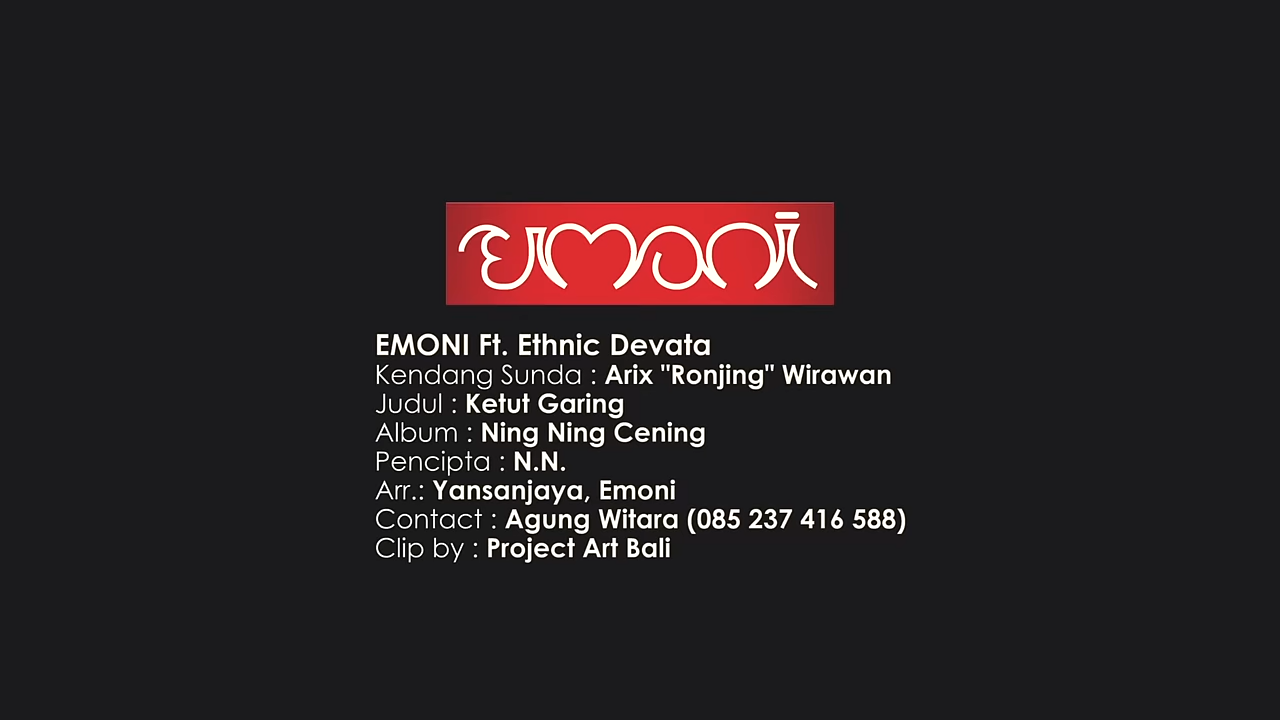 emoni
EMONI Ft. Ethnic Devata
Kendang Sunda : Arix "Ronjing" Wirawan
Judul : Ketut Garing
Album : Ning Ning Cening
Pencipta : N.N.
Arr.: Yansanjaya, Emoni
Contact : Agung Witara (085 237 416 588)
Clip by : Project Art Bali